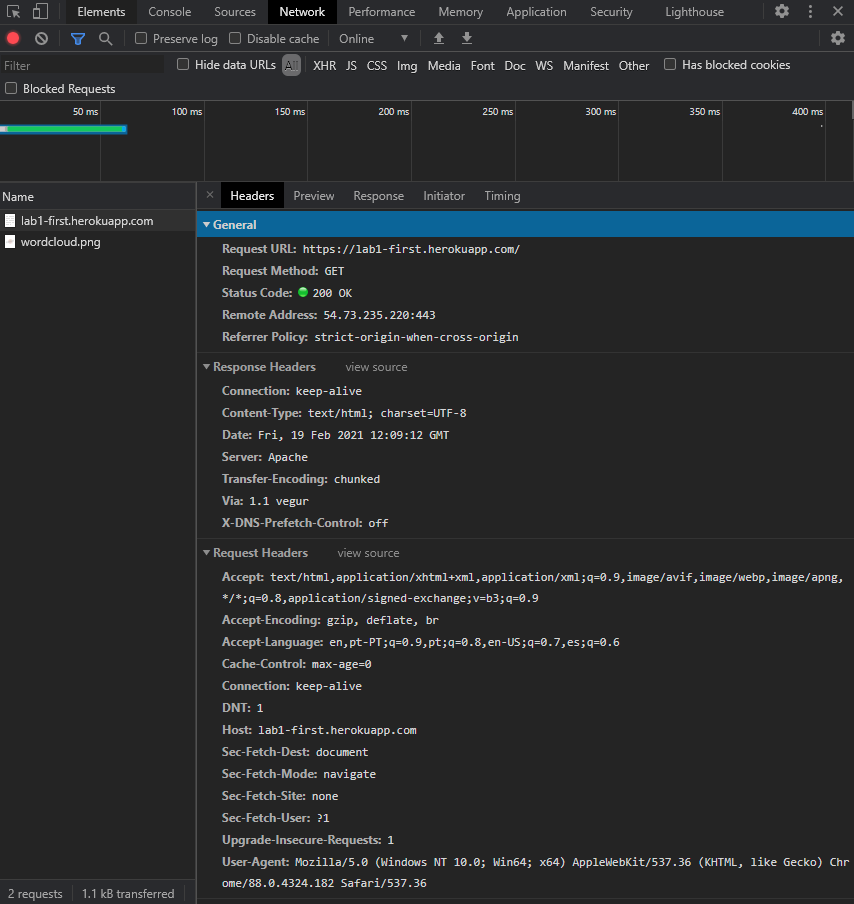 Elements Console Sources Network Performance Memory Application Security Lighthouse
Preserve log Disable cache Online
Filter Hide data URLs All XHR JS CSS Img Media Font Doc WS Manifest Other Has blocked cookies
Blocked Requests
50 ms 100 ms 150 ms 200 ms 250 ms 300 ms 350 ms 400 ms
Name
lab1-first.herokuapp.com
wordcloud.png
2 requests 1.1 kB transferred
Headers Preview Response Initiator Timing
General
Request URL: https://lab1-first.herokuapp.com/
Request Method: GET
Status Code: 200 OK
Remote Address: 54.73.235.220:443
Referrer Policy: strict-origin-when-cross-origin
Response Headers view source
Connection: keep-alive
Content-Type: text/html; charset=UTF-8
Date: Fri, 19 Feb 2021 12:09:12 GMT
Server: Apache
Transfer-Encoding: chunked
Via: 1.1 vegur
X-DNS-Prefetch-Control: off
Request Headers view source
Accept: text/html,application/xhtml+xml,application/xml;q=0.9,image/avif,image/webp,image/apng,
*/*;q=0.8,application/signed-exchange;v=b3;q=0.9
Accept-Encoding: gzip, deflate, br
Accept-Language: en,pt-PT;q=0.9,pt;q=0.8,en-US;q=0.7,es;q=0.6
Cache-Control: max-age=0
Connection: keep-alive
DNT: 1
Host: lab1-first.herokuapp.com
Sec-Fetch-Dest: document
Sec-Fetch-Mode: navigate
Sec-Fetch-Site: none
Sec-Fetch-User: ?1
Upgrade-Insecure-Requests: 1
User-Agent: Mozilla/5.0 (Windows NT 10.0; Win64; x64) AppleWebKit/537.36 (KHTML, like Gecko) Chr
ome/88.0.4324.182 Safari/537.36